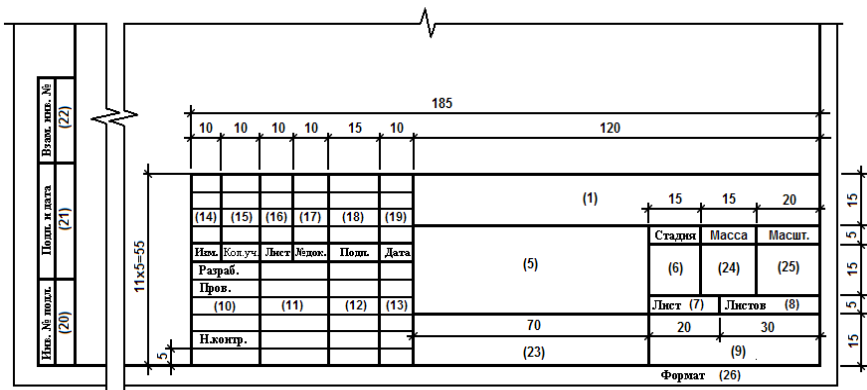 185
10 10 10 10 15 10 120
(1) 15 15 20
15
(14) (15) (16) (17) (18) (19)
Стадия Масса Масшт.
5
Изм. Кол.уч. Лист №док. Подп. Дата
(5)
(6) (24) (25)
15
Разраб.
Пров.
(10) (11) (12) (13)
Лист (7) Листов (8)
5
70 20 30
Н.контр.
(23) (9)
15
5
11х5=55
Формат (26)
Взам. инв. №
(22)
Подп. и дата
(21)
Инв. № подл.
(20)